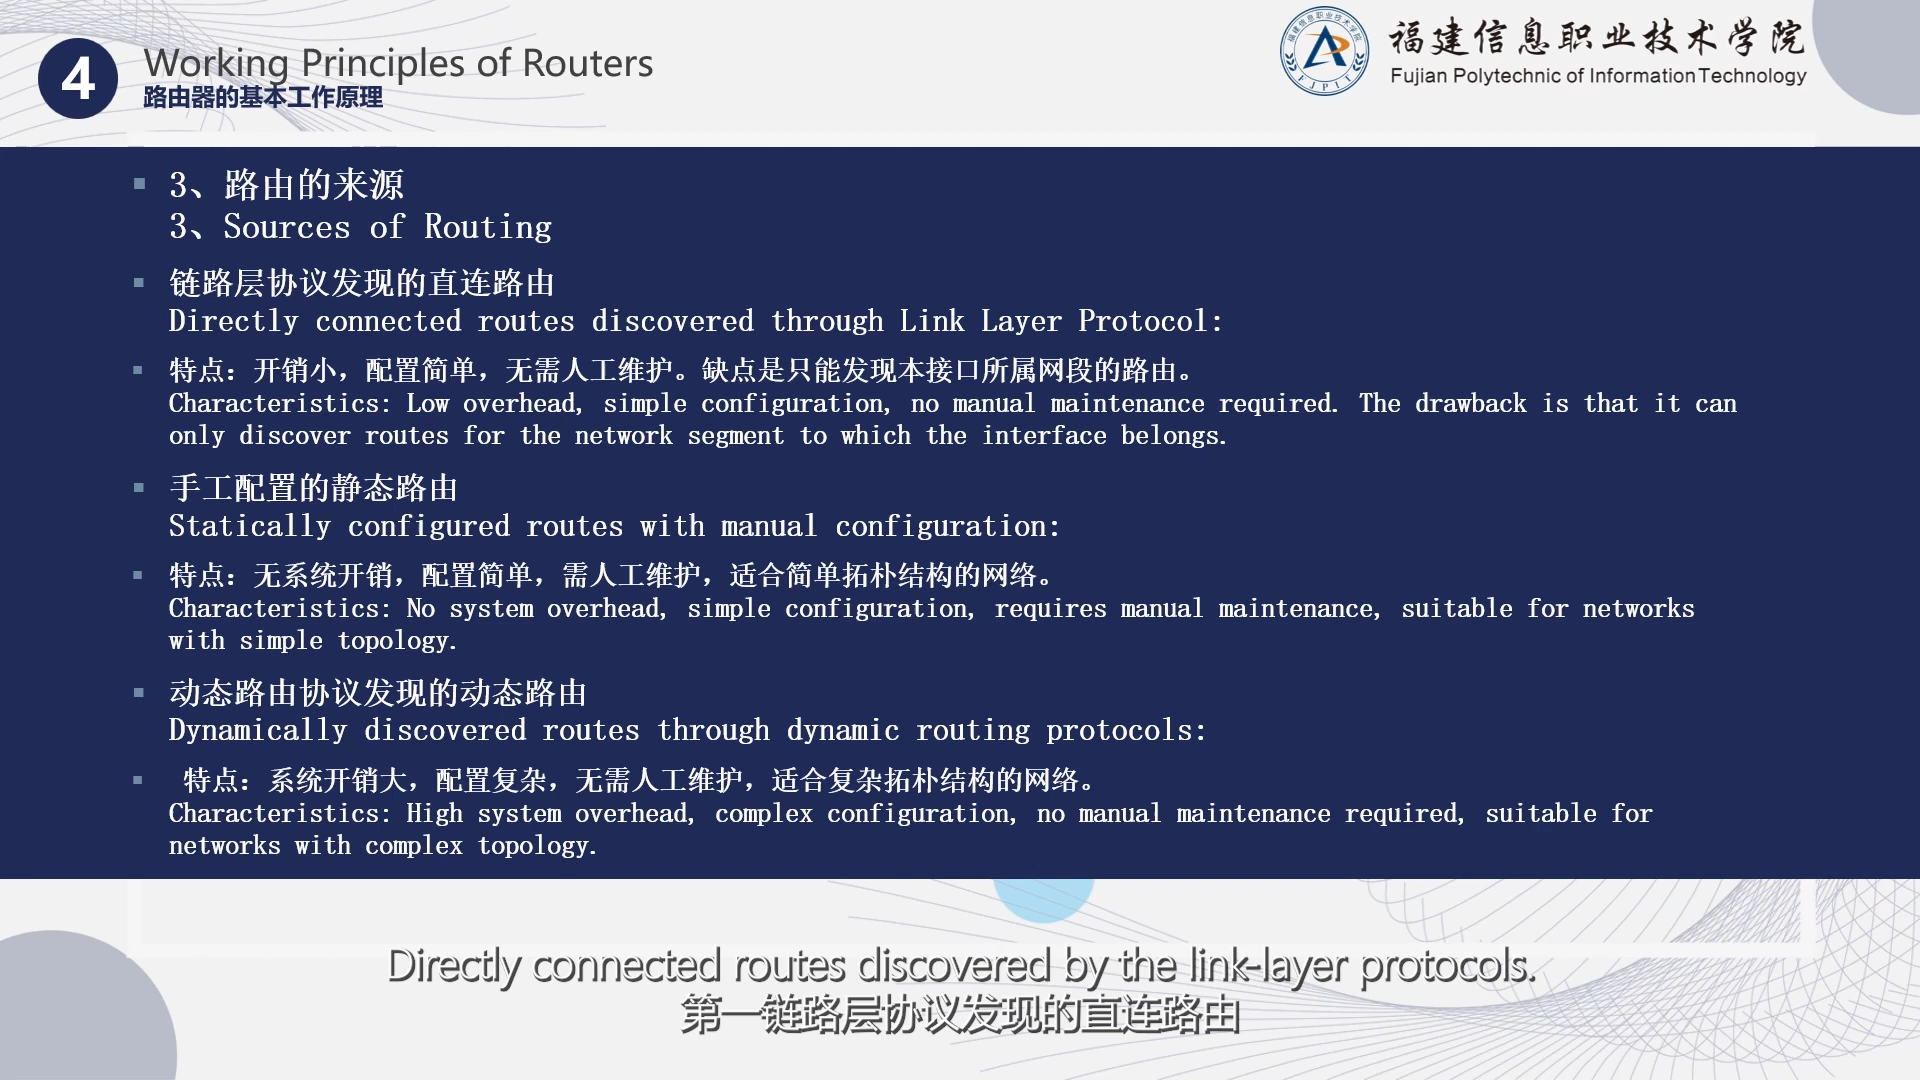 4
Working Principles of Routers
路由器的基本工作原理
福建信息职业技术学院
Fujian Polytechnic of Information Technology
福建信息职业技术学院
FJPIT
3、路由的来源
3、Sources of Routing
链路层协议发现的直连路由
Directly connected routes discovered through Link Layer Protocol:
特点：开销小，配置简单，无需人工维护。缺点是只能发现本接口所属网段的路由。
Characteristics: Low overhead, simple configuration, no manual maintenance required. The drawback is that it can
only discover routes for the network segment to which the interface belongs.
手工配置的静态路由
Statically configured routes with manual configuration:
特点：无系统开销，配置简单，需人工维护，适合简单拓朴结构的网络。
Characteristics: No system overhead, simple configuration, requires manual maintenance, suitable for networks
with simple topology.
动态路由协议发现的动态路由
Dynamically discovered routes through dynamic routing protocols:
特点：系统开销大，配置复杂，无需人工维护，适合复杂拓朴结构的网络。
Characteristics: High system overhead, complex configuration, no manual maintenance required, suitable for
networks with complex topology.
Directly connected routes discovered by the link-layer protocols.
第一链路层协议发现的直连路由